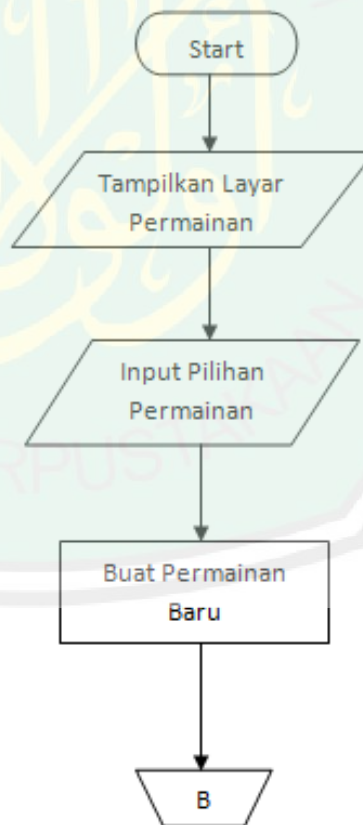 Start
Tampilkan Layar
Permainan
Input Pilihan
Permainan
Buat Permainan
Baru
B